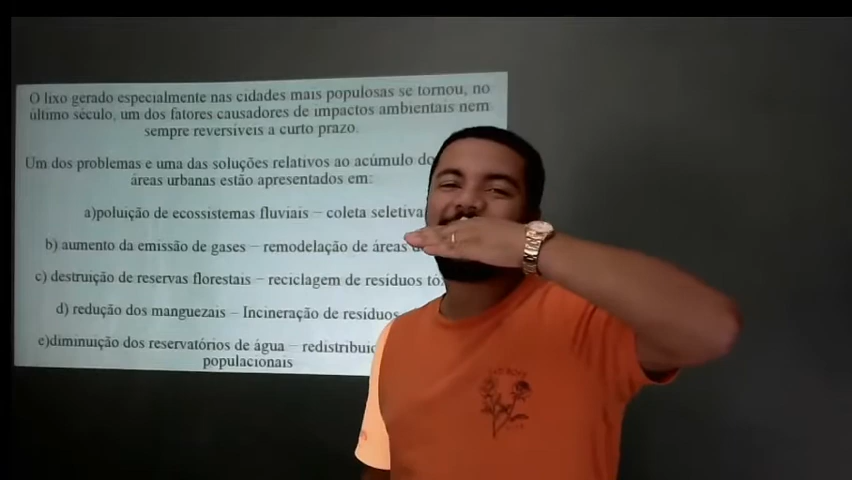 O lixo gerado especialmente nas cidades mais populosas se tornou, no
último século, um dos fatores causadores de impactos ambientais nem
sempre reversíveis a curto prazo.
Um dos problemas e uma das soluções relativos ao acúmulo do
áreas urbanas estão apresentados em:
a)poluição de ecossistemas fluviais – coleta seletiva
b) aumento da emissão de gases – remodelação de áreas
c) destruição de reservas florestais – reciclagem de resíduos
d) redução dos manguezais – Incineração de resíduos
e)diminuição dos reservatórios de água –
populacionais